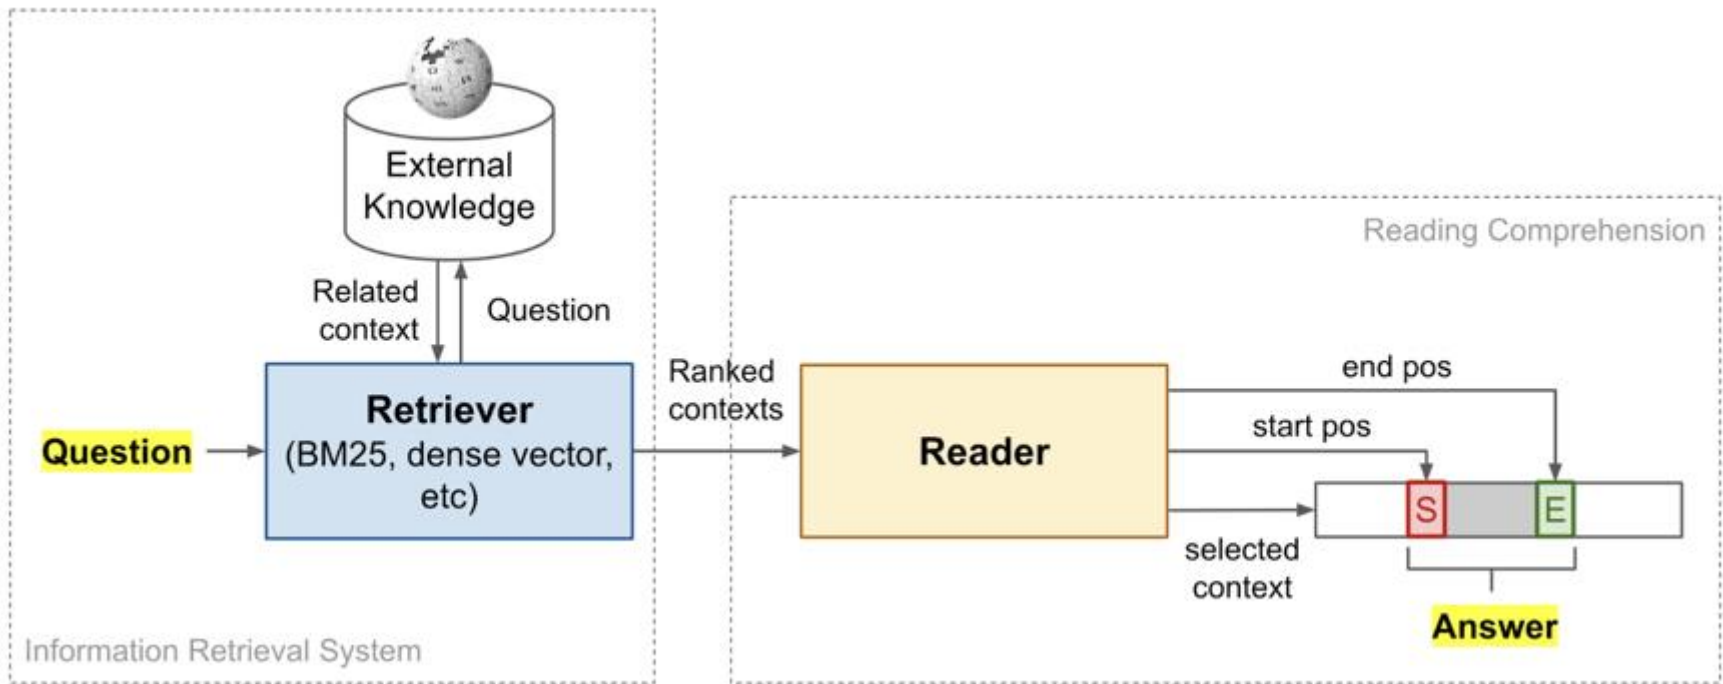 External
Knowledge
Related
context
Question
Question
Retriever
(BM25, dense vector,
etc)
Information Retrieval System
Ranked
contexts
Reading Comprehension
Reader
end pos
start pos
selected
context
S
E
Answer